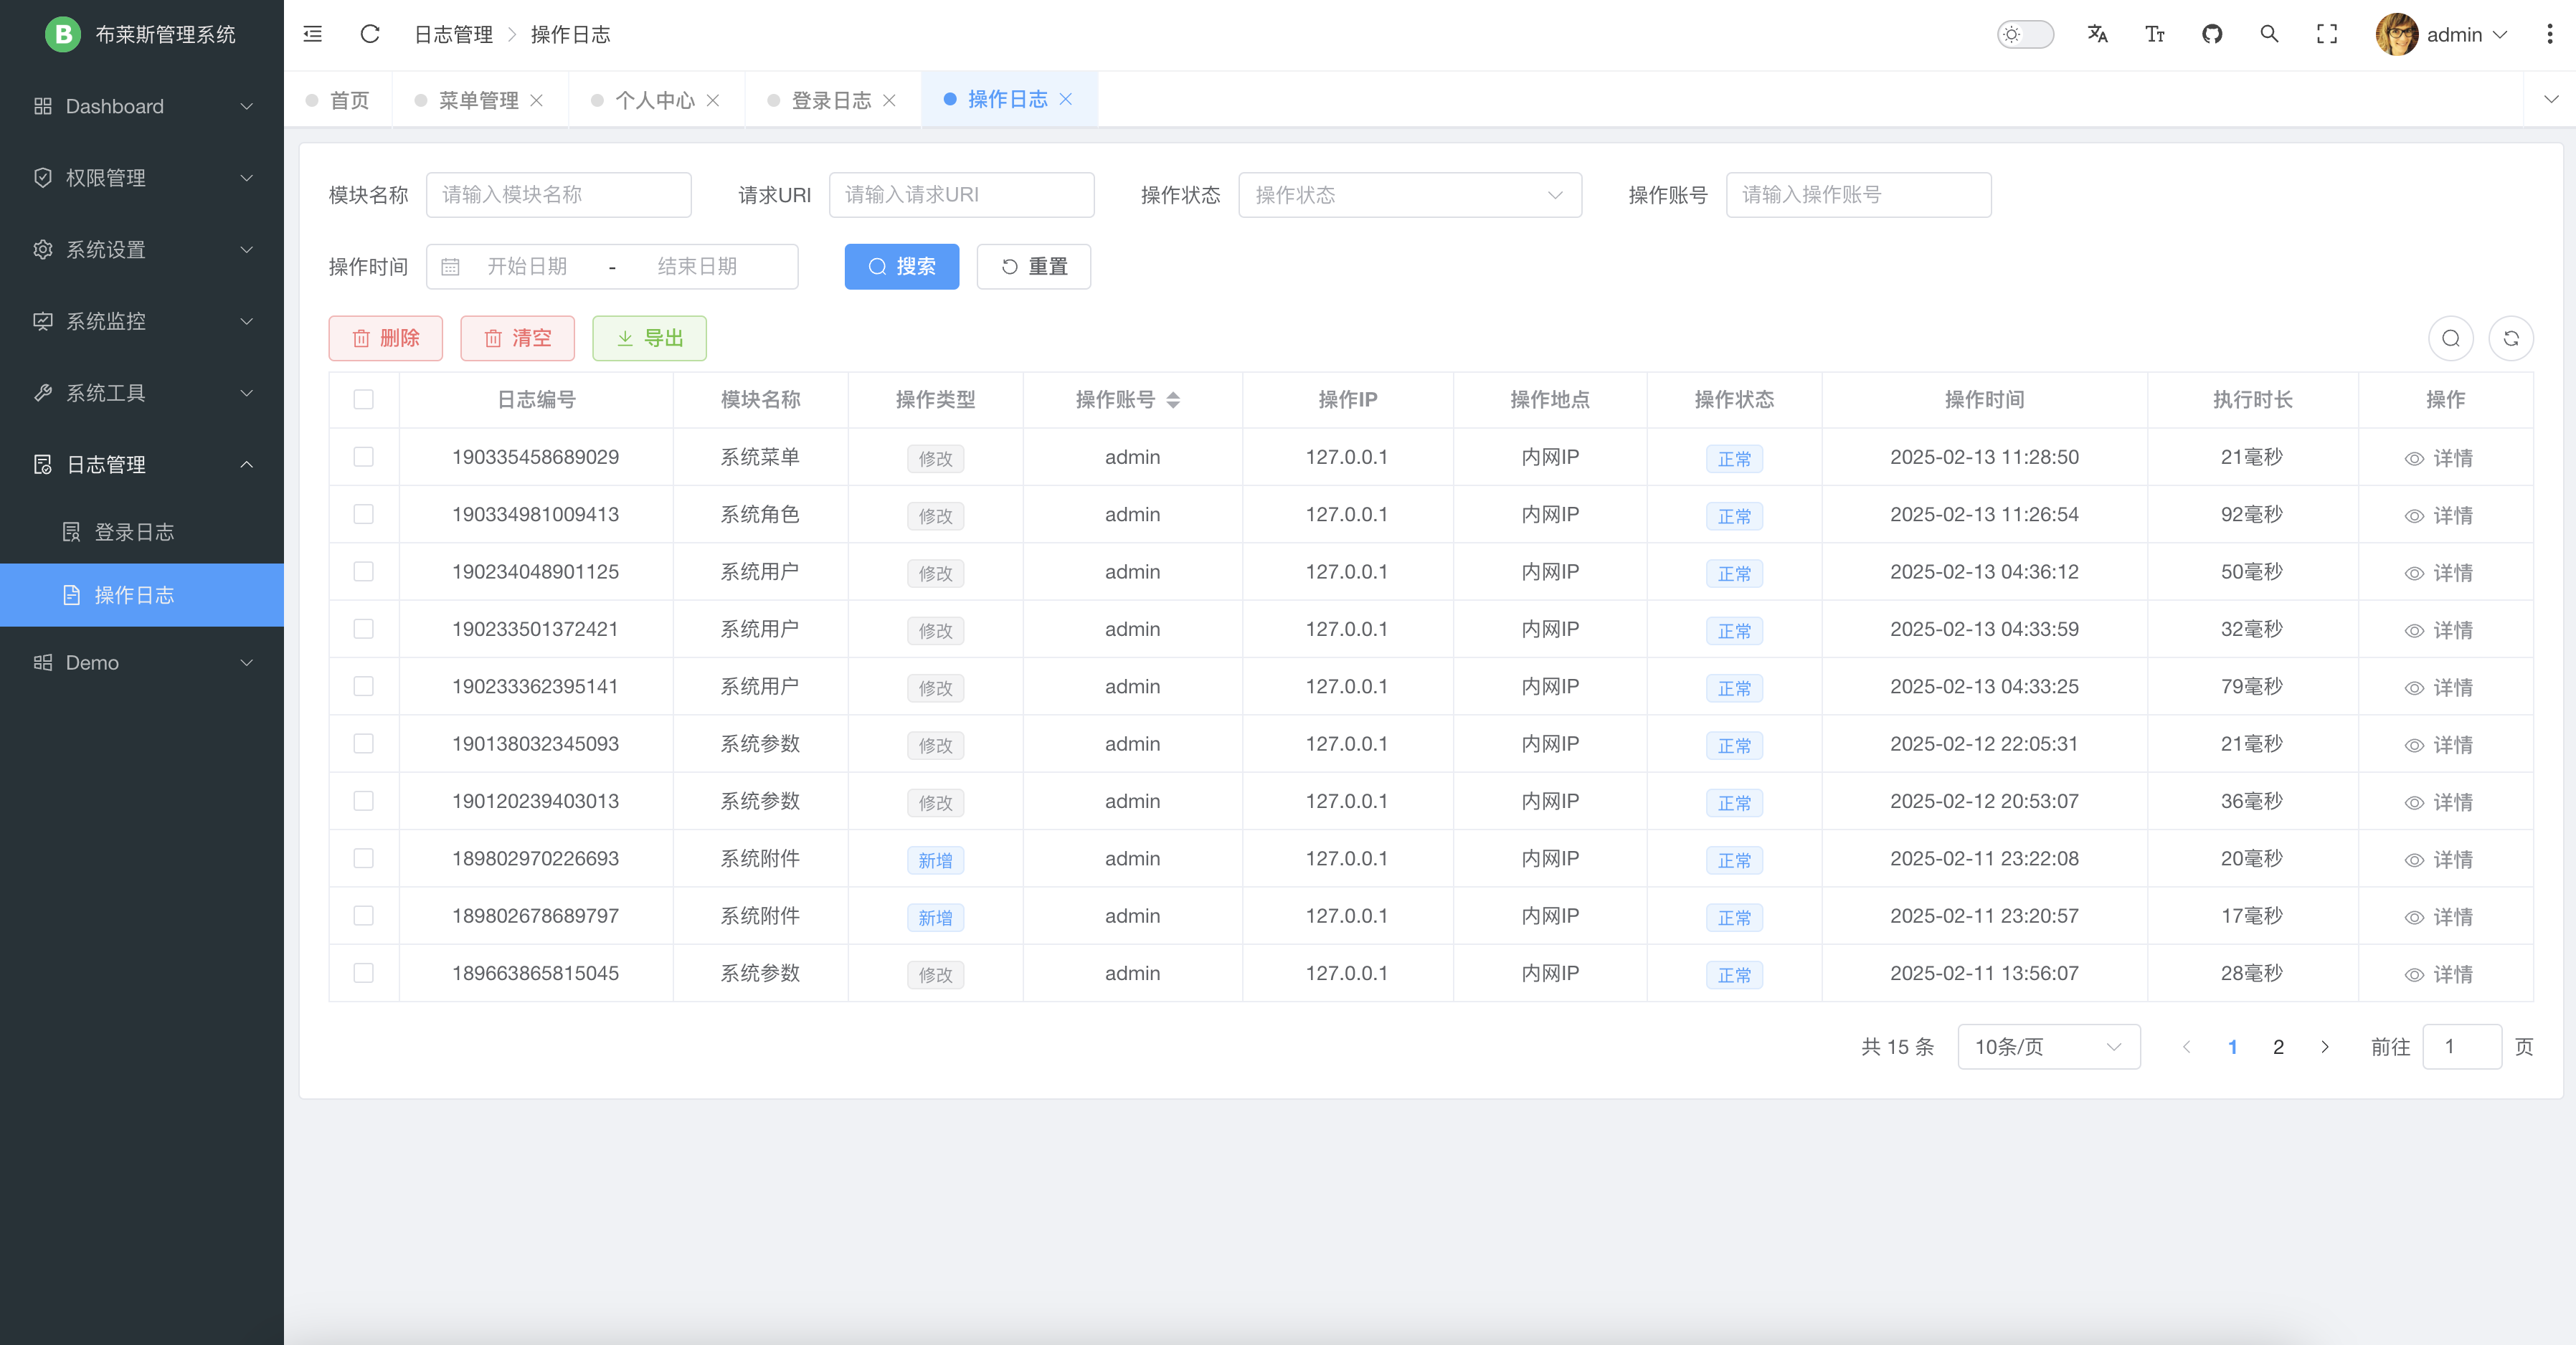 B 布莱斯管理系统
日志管理 > 操作日志
admin
Dashboard
权限管理
系统设置
系统监控
系统工具
日志管理
登录日志
操作日志
Demo
首页 菜单管理 个人中心 登录日志 操作日志
模块名称 请输入模块名称 请求URI 请输入请求URI 操作状态 操作状态 操作账号 请输入操作账号
操作时间 开始日期 - 结束日期 搜索 重置
删除 清空 导出
日志编号 模块名称 操作类型 操作账号 操作IP 操作地点 操作状态 操作时间 执行时长 操作
190335458689029 系统菜单 修改 admin 127.0.0.1 内网IP 正常 2025-02-13 11:28:50 21毫秒 详情
190334981009413 系统角色 修改 admin 127.0.0.1 内网IP 正常 2025-02-13 11:26:54 92毫秒 详情
190234048901125 系统用户 修改 admin 127.0.0.1 内网IP 正常 2025-02-13 04:36:12 50毫秒 详情
190233501372421 系统用户 修改 admin 127.0.0.1 内网IP 正常 2025-02-13 04:33:59 32毫秒 详情
190233362395141 系统用户 修改 admin 127.0.0.1 内网IP 正常 2025-02-13 04:33:25 79毫秒 详情
190138032345093 系统参数 修改 admin 127.0.0.1 内网IP 正常 2025-02-12 22:05:31 21毫秒 详情
190120239403013 系统参数 修改 admin 127.0.0.1 内网IP 正常 2025-02-12 20:53:07 36毫秒 详情
189802970226693 系统附件 新增 admin 127.0.0.1 内网IP 正常 2025-02-11 23:22:08 20毫秒 详情
189802678689797 系统附件 新增 admin 127.0.0.1 内网IP 正常 2025-02-11 23:20:57 17毫秒 详情
189663865815045 系统参数 修改 admin 127.0.0.1 内网IP 正常 2025-02-11 13:56:07 28毫秒 详情
共 15 条 10条/页 1 2 前往 1 页